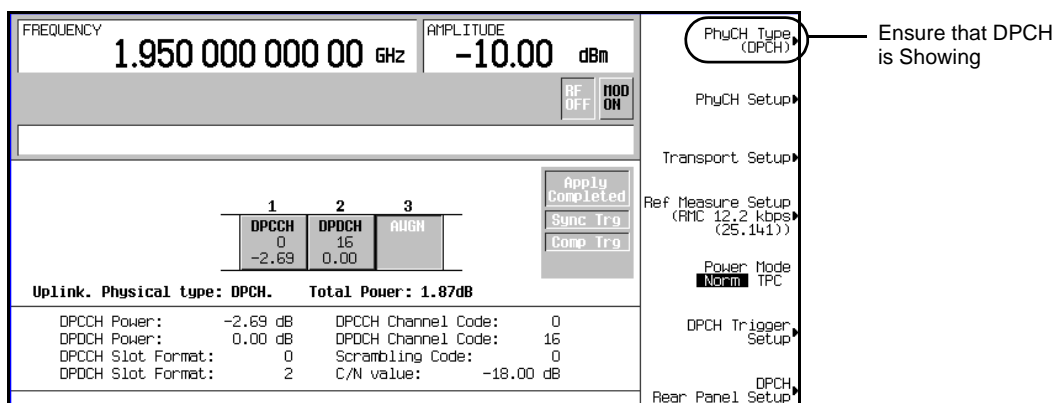 FREQUENCY
1.950 000 000 00 GHz
AMPLITUDE
-10.00 dBm
RF OFF
MOD ON
Apply Completed
Sync Trg
Comp Trg
1 2 3
DPCCH DPDCH AWGN
0 16
-2.69 0.00
Uplink. Physical type: DPCH. Total Power: 1.87dB
DPCCH Power: -2.69 dB DPCCH Channel Code: 0
DPDCH Power: 0.00 dB DPDCH Channel Code: 16
DPCCH Slot Format: 0 Scrambling Code: 0
DPDCH Slot Format: 2 C/N value: -18.00 dB
PhyCH Type
(DPCH)
PhyCH Setup
Transport Setup
Ref Measure Setup
(RMC 12.2 kbps
(25.141))
Power Mode
Norm TPC
DPCH Trigger
Setup
DPCH
Rear Panel Setup
Ensure that DPCH
is Showing